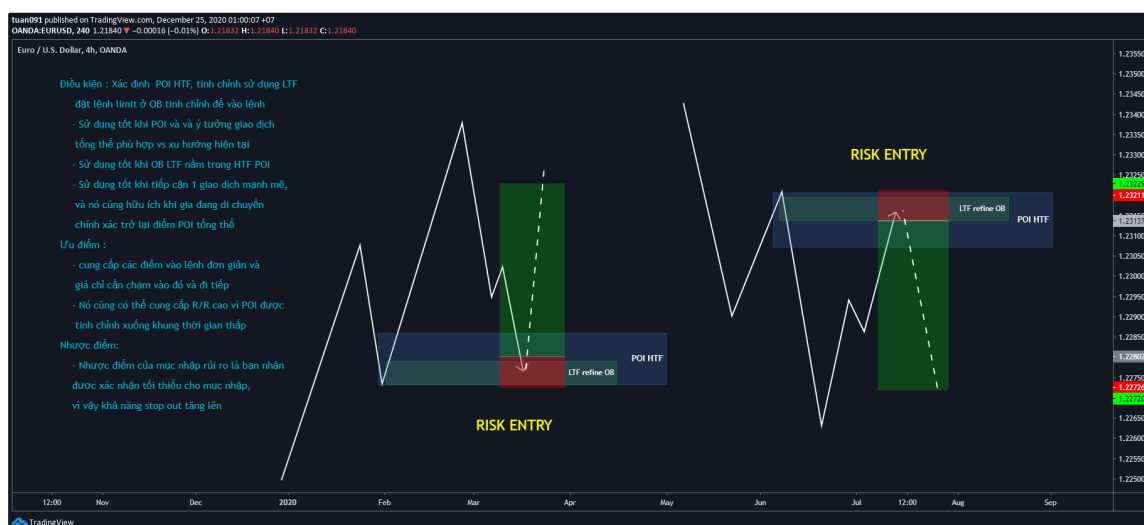 tuan091 published on TradingView.com, December 25, 2020 01:00:07 +07
OANDA:EURUSD, 240 1.21840 ▼ −0.00016 (−0.01%) O:1.21832 H:1.21840 L:1.21832 C:1.21840
Euro / U.S. Dollar, 4h, OANDA
Điều kiện : Xác định POI HTF, tinh chỉnh sử dụng LTF
đặt lệnh limit ở OB tinh chỉnh để vào lệnh
- Sử dụng tốt khi POI và và ý tưởng giao dịch
tổng thể phù hợp vs xu hướng hiện tại
- Sử dụng tốt khi OB LTF nằm trong HTF POI
- Sử dụng tốt khi tiếp cận 1 giao dịch mạnh mẽ,
và nó cũng hữu ích khi gia đang di chuyển
chính xác trở lại điểm POI tổng thể
Ưu điểm :
- cung cấp các điểm vào lệnh đơn giản và
giá chỉ cần chạm vào đó và đi tiếp
- Nó cũng có thể cung cấp R/R cao vì POI được
tinh chỉnh xuống khung thời gian thấp
Nhược điểm:
- Nhược điểm của mục nhập rủi ro là bạn nhận
được xác nhận tối thiểu cho mục nhập,
vì vậy khả năng stop out tăng lên
POI HTF
LTF refine OB
RISK ENTRY
RISK ENTRY
LTF refine OB
POI HTF
1.23550
1.23500
1.23450
1.23400
1.23350
1.23300
1.23250
1.23229
1.23211
1.23137
1.23100
1.23050
1.23000
1.22950
1.22900
1.22850
1.22802
1.22750
1.22726
1.22720
1.22650
1.22600
1.22550
1.22500
12:00 Nov Dec 2020 Feb Mar Apr May Jun Jul 12:00 Aug Sep
TradingView